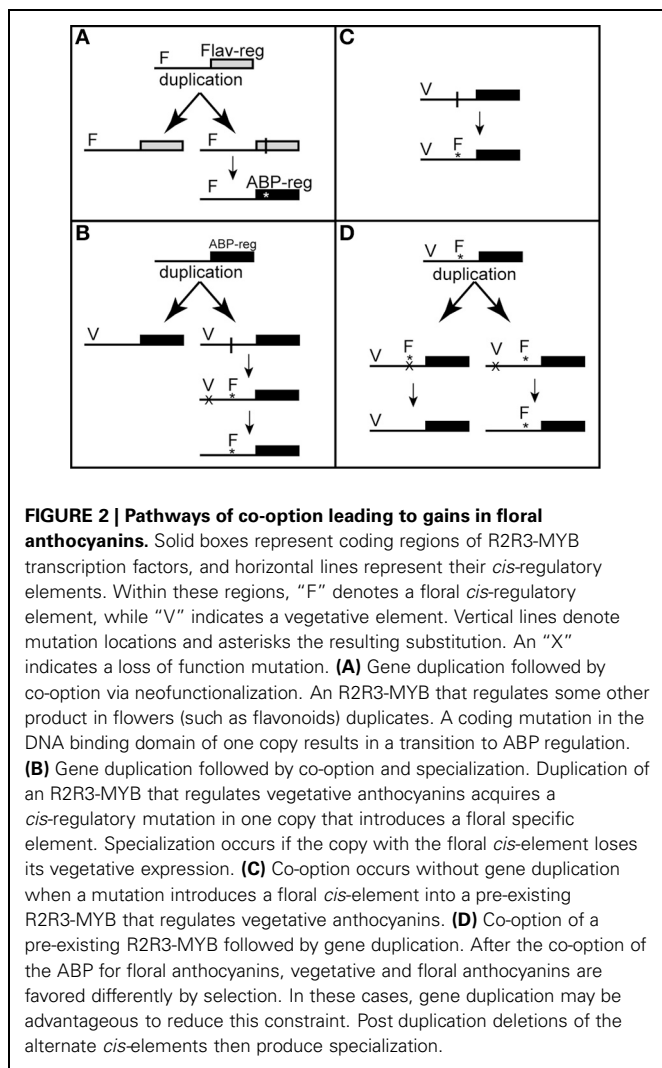 A
F Flav-reg
duplication
F F
F ABP-reg
*
C
V
V F
*
B
ABP-reg
duplication
V V
V F
X *
F
*
D
V F
*
duplication
V F V F
* X X *
V F
*
FIGURE 2 | Pathways of co-option leading to gains in floral
anthocyanins. Solid boxes represent coding regions of R2R3-MYB
transcription factors, and horizontal lines represent their cis-regulatory
elements. Within these regions, “F” denotes a floral cis-regulatory
element, while “V” indicates a vegetative element. Vertical lines denote
mutation locations and asterisks the resulting substitution. An “X”
indicates a loss of function mutation. (A) Gene duplication followed by
co-option via neofunctionalization. An R2R3-MYB that regulates some other
product in flowers (such as flavonoids) duplicates. A coding mutation in the
DNA binding domain of one copy results in a transition to ABP regulation.
(B) Gene duplication followed by co-option and specialization. Duplication of
an R2R3-MYB that regulates vegetative anthocyanins acquires a
cis-regulatory mutation in one copy that introduces a floral specific
element. Specialization occurs if the copy with the floral cis-element loses
its vegetative expression. (C) Co-option occurs without gene duplication
when a mutation introduces a floral cis-element into a pre-existing
R2R3-MYB that regulates vegetative anthocyanins. (D) Co-option of a
pre-existing R2R3-MYB followed by gene duplication. After the co-option of
the ABP for floral anthocyanins, vegetative and floral anthocyanins are
favored differently by selection. In these cases, gene duplication may be
advantageous to reduce this constraint. Post duplication deletions of the
alternate cis-elements then produce specialization.